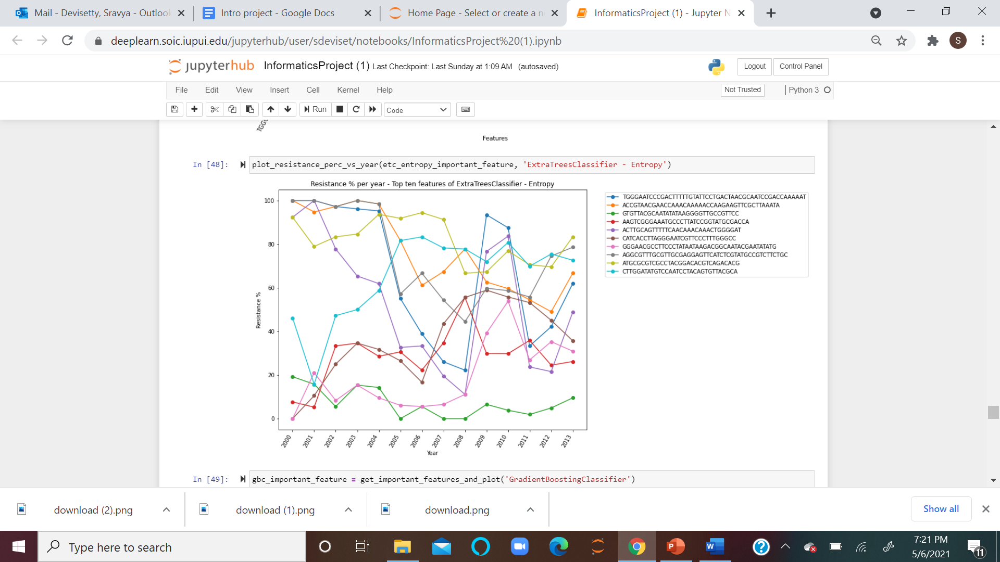 Mail - Devisetty, Sravya - Outlook
Intro project - Google Docs
Home Page - Select or create a n
InformaticsProject (1) - Jupyter N
deeplearn.soic.iupui.edu/jupyterhub/user/sdeviset/notebooks/InformaticsProject%20(1).ipynb
S
jupyterhub InformaticsProject (1) Last Checkpoint: Last Sunday at 1:09 AM (autosaved)
Logout Control Panel
File Edit View Insert Cell Kernel Help
Not Trusted Python 3
Run Code
Features
In [48]: plot_resistance_perc_vs_year(etc_entropy_important_feature, 'ExtraTreesClassifier - Entropy')
Resistance % per year - Top ten features of ExtraTreesClassifier - Entropy
100
80
60
40
20
0
Resistance %
2000 2001 2002 2003 2004 2005 2006 2007 2008 2009 2010 2011 2012 2013
Year
TGGGAATCCCGACTTTTTGTATTCCTGACTAACGCAATCCGACCAAAAAT
ACCGTAACGAACCAAACAAAAACCAAGAAGTTCGCTTAAATA
GTGTTACGCAATATATAAGGGGTTGCCGTTCC
AAGTCGGGAAATGCCCTTATCCGGTATGCGACCA
ACTTGCAGTTTTTCAACAAACAAACTGGGGAT
CATCACCTTAGGGAATCGTTCCCTTTGGGCC
GGGAACGCCTTCCCTATAATAAGACGGCAATACGAATATATG
AGGCGTTTGCGTTGCGAGGAGTTCATCTCGTATGCCGTCTTCTGC
ATGCGCGTCGCCTACGGACACGTCAGACACG
CTTGGATATGTCCAATCCTACAGTGTTACGCA
In [49]: gbc_important_feature = get_important_features_and_plot('GradientBoostingClassifier')
download (2).png
download (1).png
download.png
Show all
Type here to search
7:21 PM
5/6/2021
11